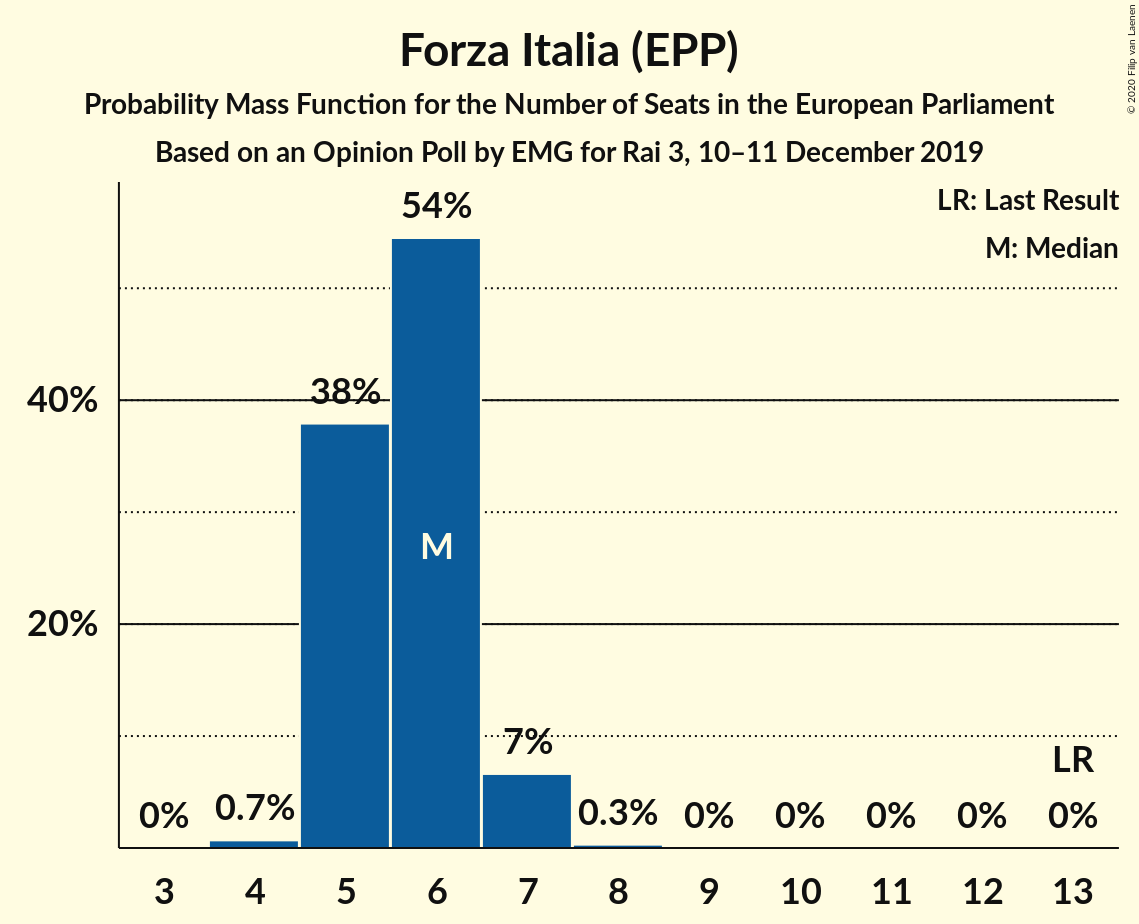 Forza Italia (EPP)
Probability Mass Function for the Number of Seats in the European Parliament
Based on an Opinion Poll by EMG for Rai 3, 10–11 December 2019
© 2020 Filip van Laenen
LR: Last Result
M: Median
54%
40%
38%
M
20%
7%
LR
0% 0.7% 0.3% 0% 0% 0% 0% 0%
3 4 5 6 7 8 9 10 11 12 13